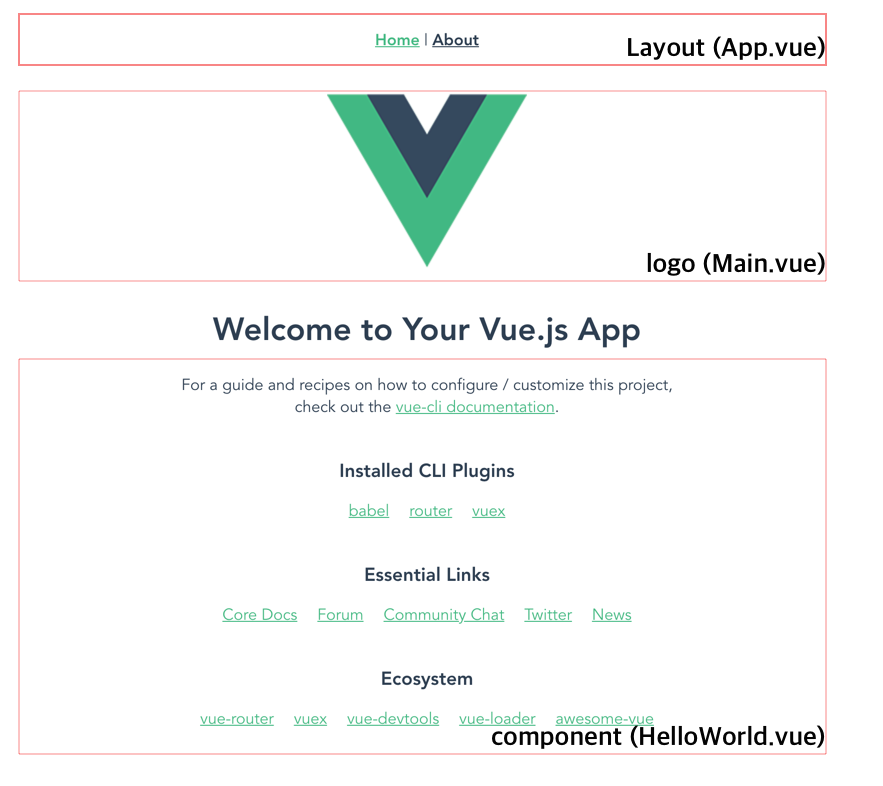 Home | About
Layout (App.vue)
logo (Main.vue)
Welcome to Your Vue.js App
For a guide and recipes on how to configure / customize this project,
check out the vue-cli documentation.
Installed CLI Plugins
babel router vuex
Essential Links
Core Docs Forum Community Chat Twitter News
Ecosystem
vue-router vuex vue-devtools vue-loader awesome-vue
component (HelloWorld.vue)